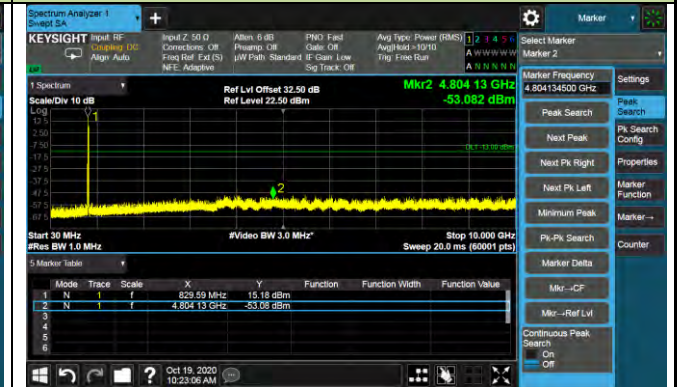 Spectrum Analyzer 1
Swept SA
Marker
KEYSIGHT
Input: RF
Coupling: DC
Align: Auto
Input Z: 50 Ω
Corrections: Off
Freq Ref: Ext (S)
NFE: Adaptive
Atten: 6 dB
Preamp: Off
µW Path: Standard
PNO: Fast
Gate: Off
IF Gain: Low
Sig Track: Off
Avg Type: Power (RMS)
Avg|Hold:>10/10
Trig: Free Run
1 2 3 4 5 6
A W W W W W
A N N N N N
Select Marker
Marker 2
1 Spectrum
Scale/Div 10 dB
Log
Ref Lvl Offset 32.50 dB
Ref Level 22.50 dBm
Mkr2 4.804 13 GHz
-53.082 dBm
12.5
2.50
-7.50
-17.5
-27.5
-37.5
-47.5
-57.5
-67.5
1
2
DL1 -13.00 dBm
Start 30 MHz
#Res BW 1.0 MHz
#Video BW 3.0 MHz*
Stop 10.000 GHz
Sweep 20.0 ms (60001 pts)
5 Marker Table
Mode Trace Scale X Y Function Function Width Function Value
1 N 1 f 829.59 MHz 15.18 dBm
2 N 1 f 4.804 13 GHz -53.08 dBm
3
4
5
6
Marker Frequency
4.804134500 GHz
Peak Search
Next Peak
Next Pk Right
Next Pk Left
Minimum Peak
Pk-Pk Search
Marker Delta
Mkr→CF
Mkr→Ref Lvl
Continuous Peak
Search
On
Off
Settings
Peak
Search
Pk Search
Config
Properties
Marker
Function
Marker→
Counter
?
Oct 19, 2020
10:23:06 AM